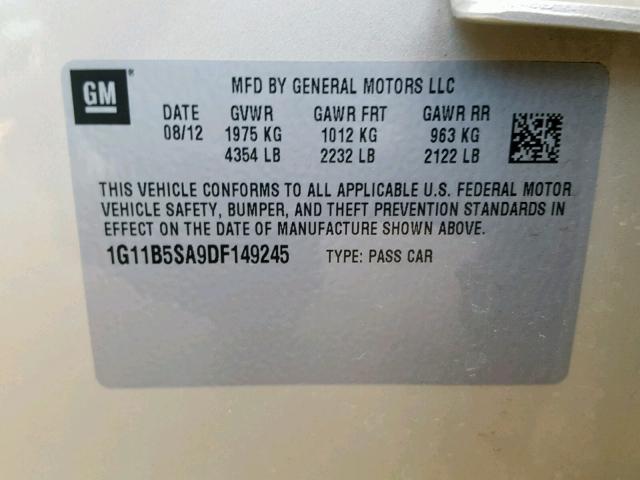 GM ®
MFD BY GENERAL MOTORS LLC
DATE GVWR GAWR FRT GAWR RR
08/12 1975 KG 1012 KG 963 KG
4354 LB 2232 LB 2122 LB
THIS VEHICLE CONFORMS TO ALL APPLICABLE U.S. FEDERAL MOTOR
VEHICLE SAFETY, BUMPER, AND THEFT PREVENTION STANDARDS IN
EFFECT ON THE DATE OF MANUFACTURE SHOWN ABOVE.
1G11B5SA9DF149245 TYPE: PASS CAR